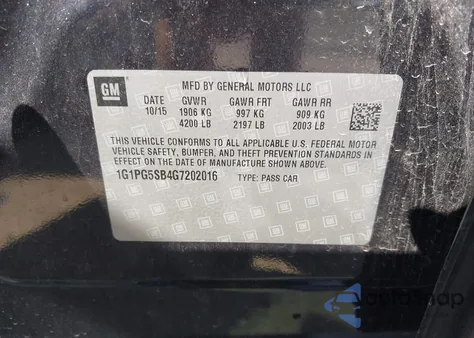 GM
MFD BY GENERAL MOTORS LLC
DATE GVWR GAWR FRT GAWR RR
10/15 1906 KG 997 KG 909 KG
4200 LB 2197 LB 2003 LB
THIS VEHICLE CONFORMS TO ALL APPLICABLE U.S. FEDERAL MOTOR
VEHICLE SAFETY, BUMPER, AND THEFT PREVENTION STANDARDS
IN EFFECT ON THE DATE OF MANUFACTURE SHOWN ABOVE.
1G1PG5SB4G7202016 TYPE: PASS CAR